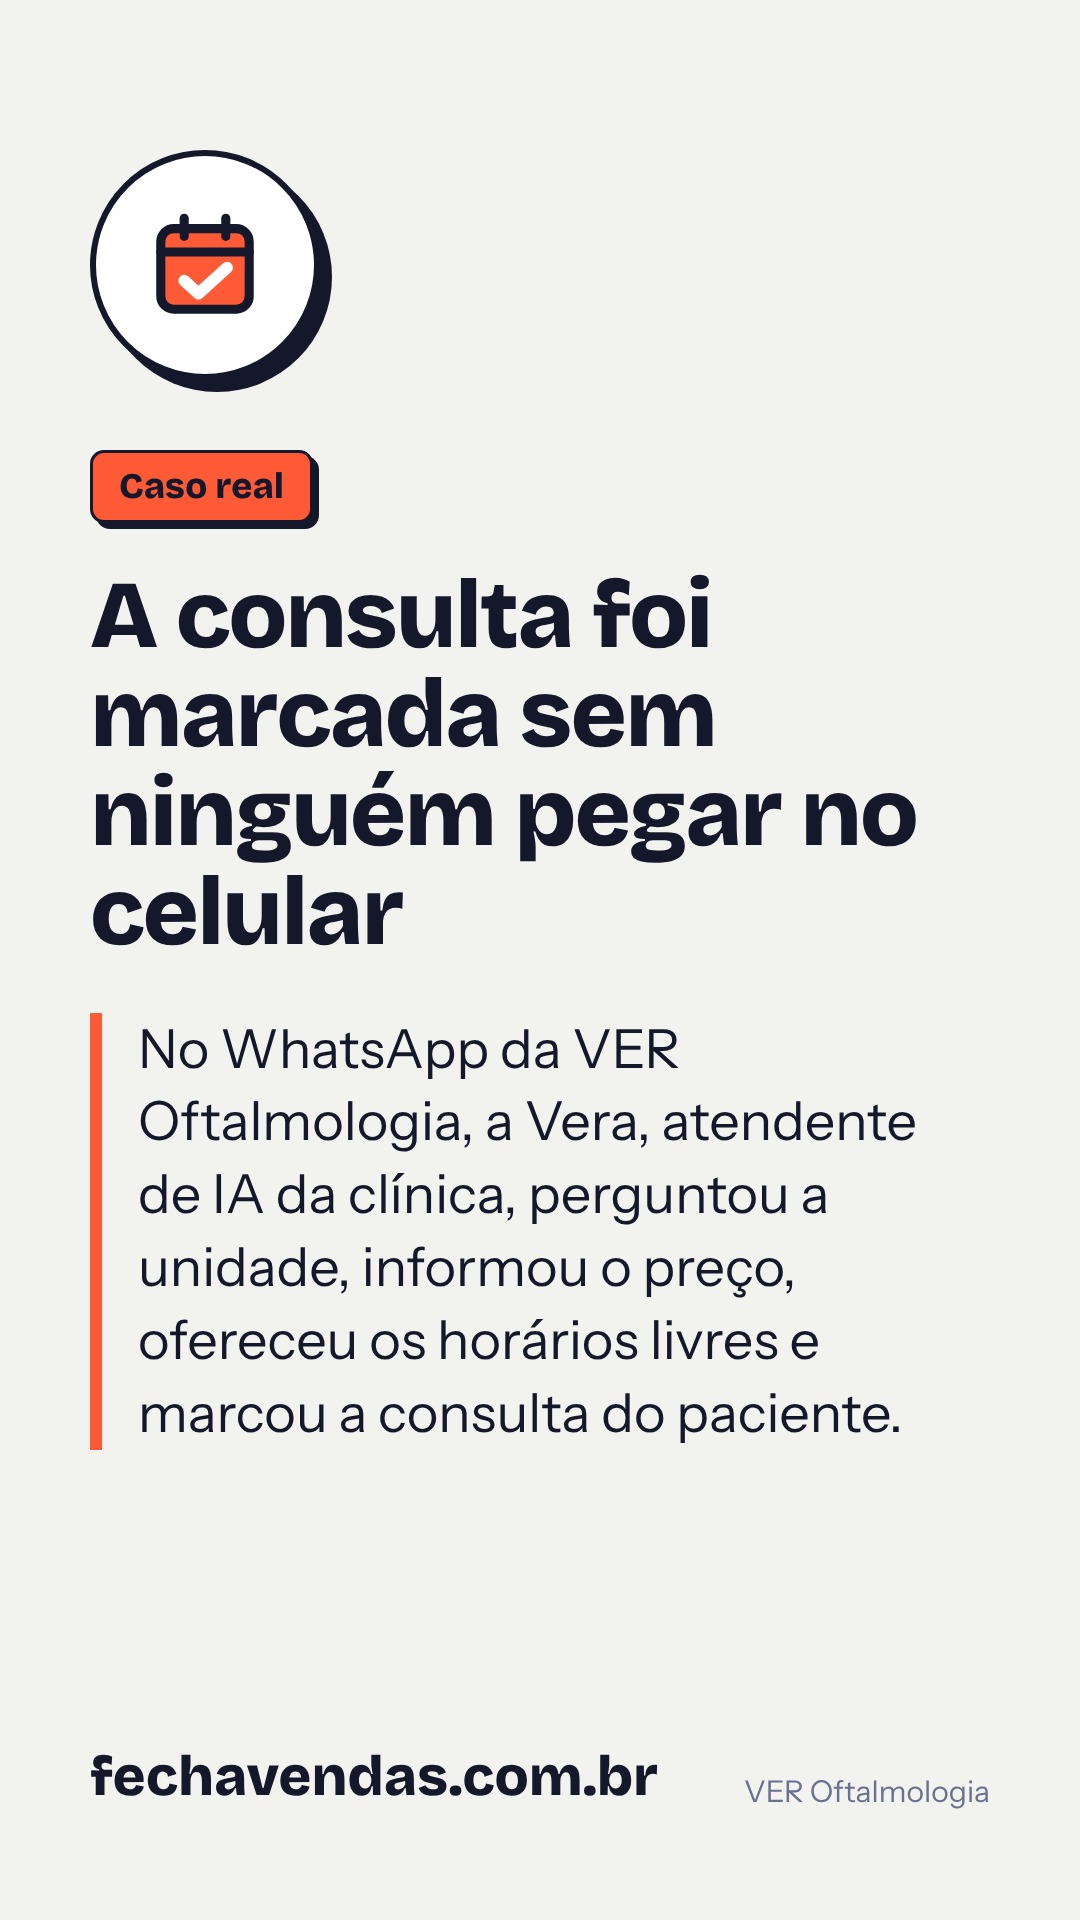 Caso real
A consulta foi
marcada sem
ninguém pegar no
celular
No WhatsApp da VER
Oftalmologia, a Vera, atendente
de IA da clínica, perguntou a
unidade, informou o preço,
ofereceu os horários livres e
marcou a consulta do paciente.
fechavendas.com.br
VER Oftalmologia